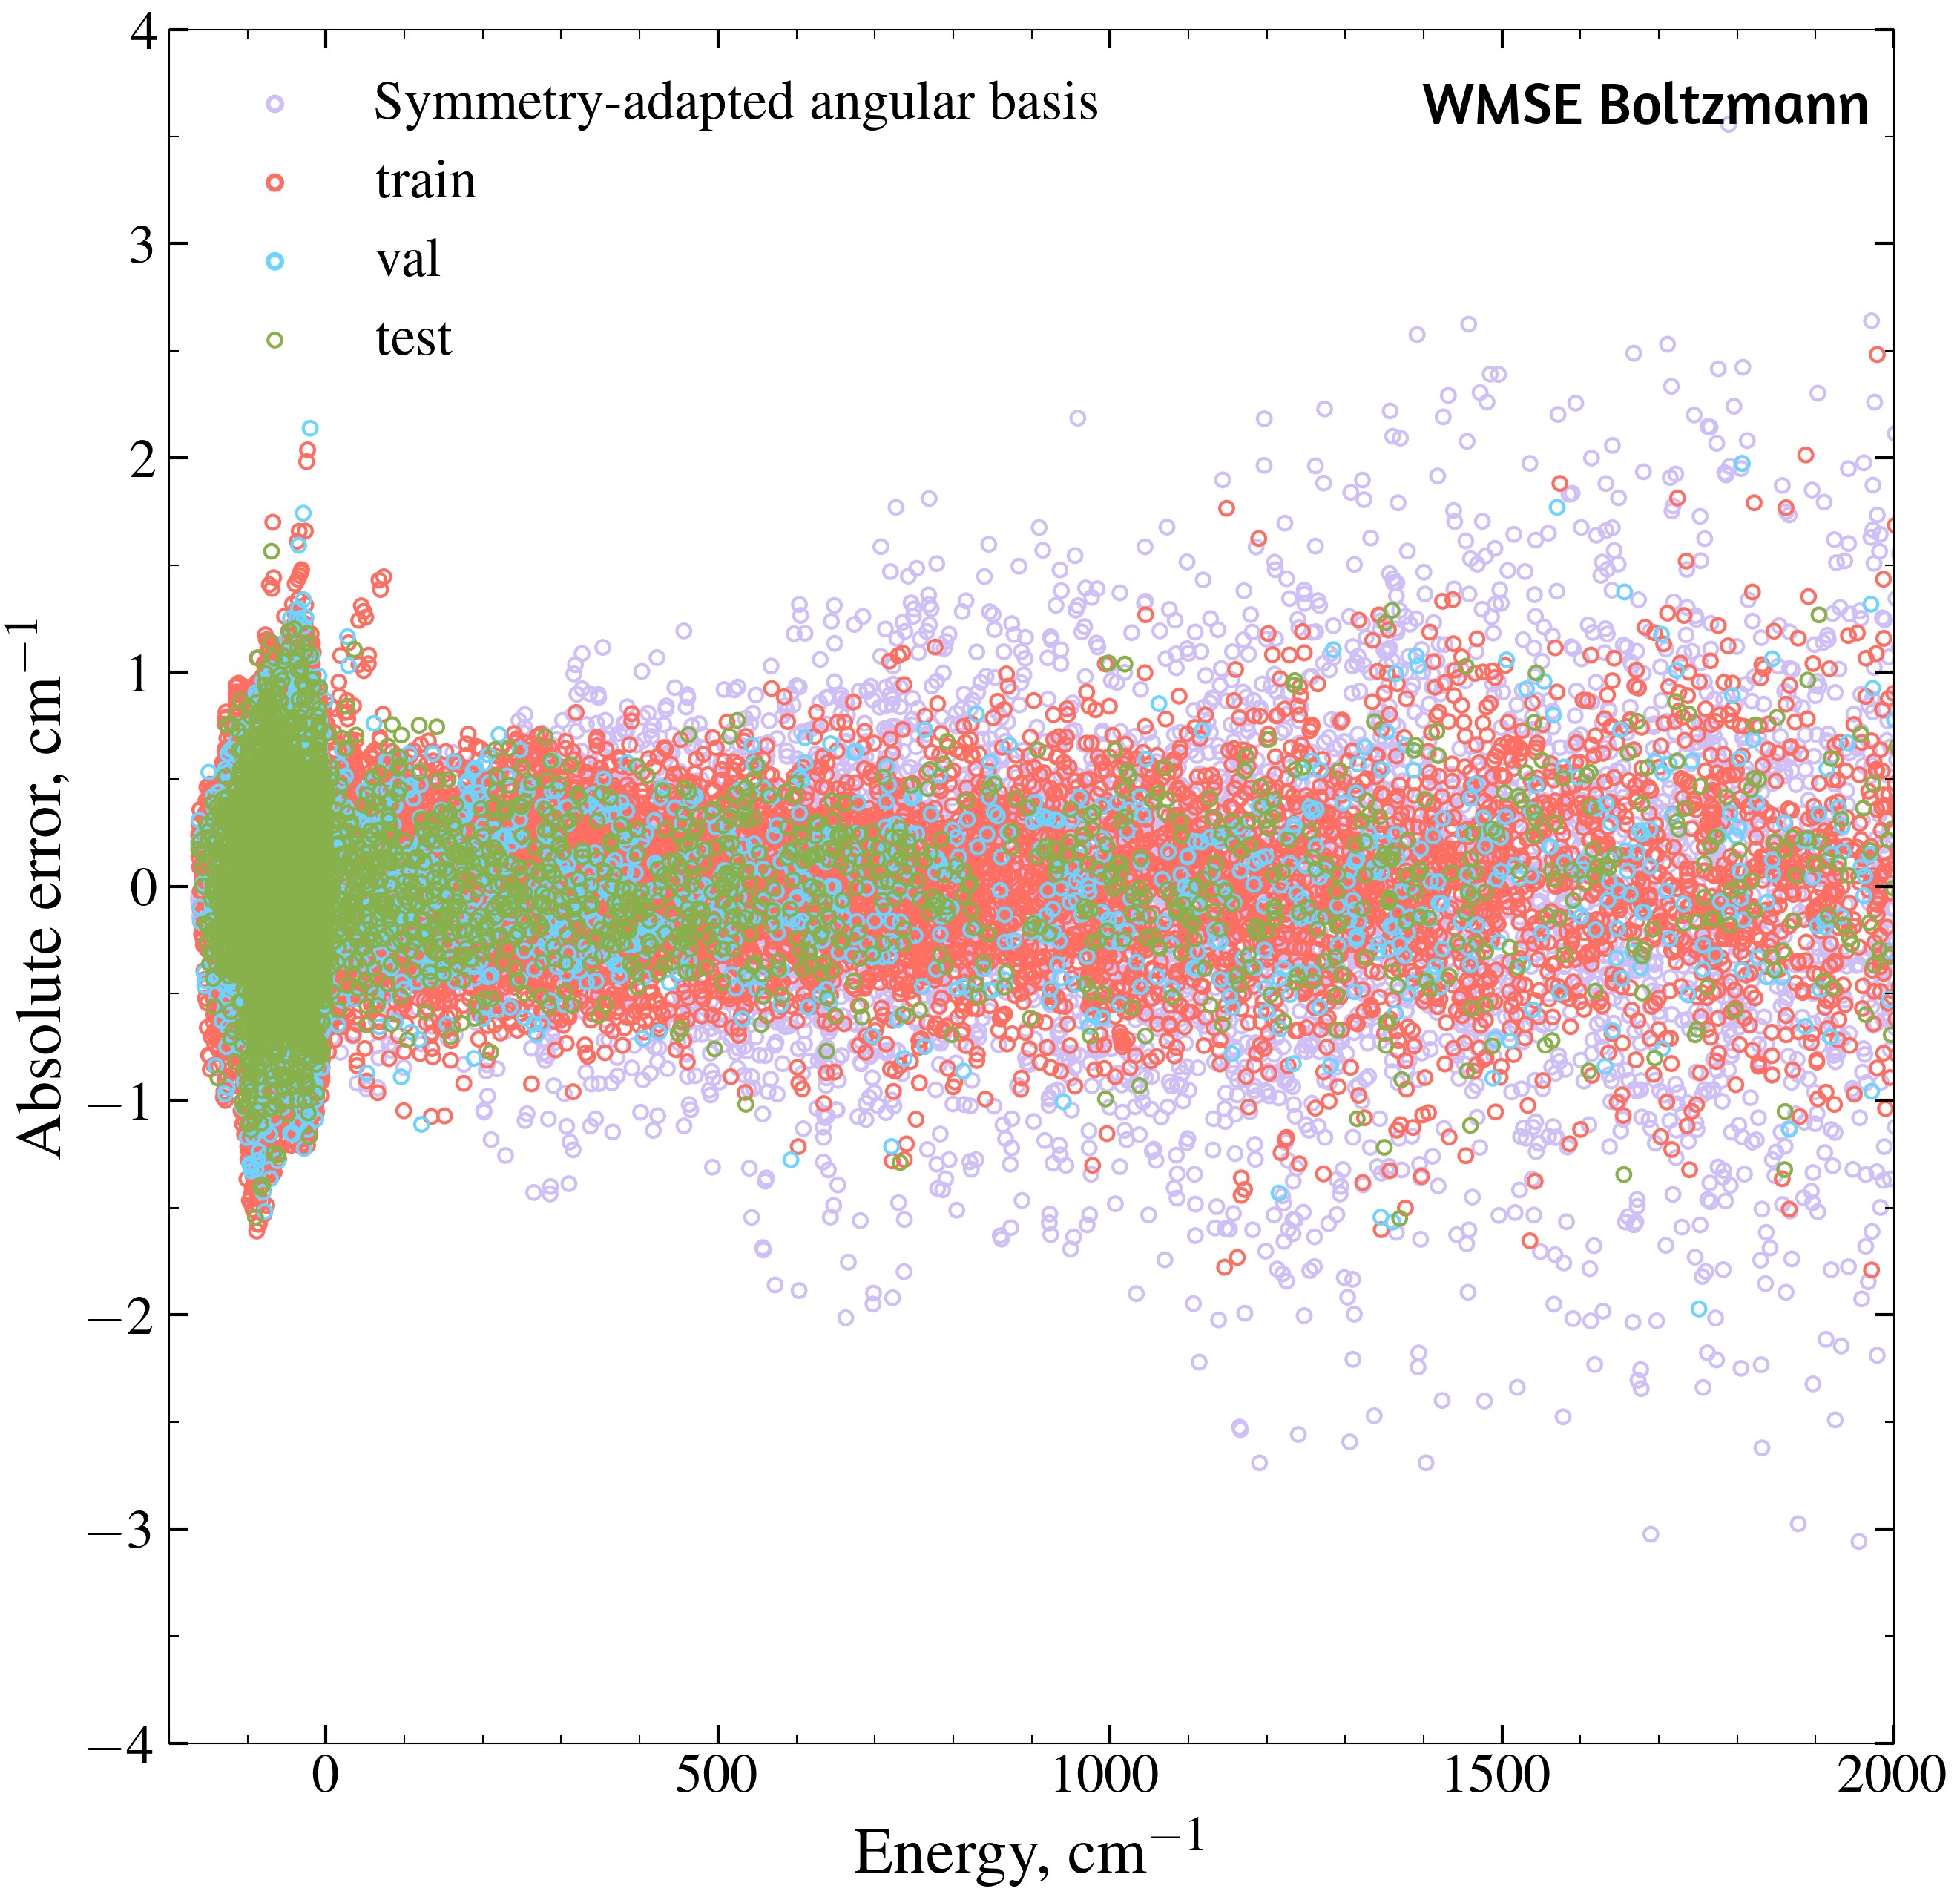 4
3
2
1
0
−1
−2
−3
−4
Absolute error, cm−1
Symmetry-adapted angular basis
train
val
test
WMSE Boltzmann
0
500
1000
1500
2000
Energy, cm−1